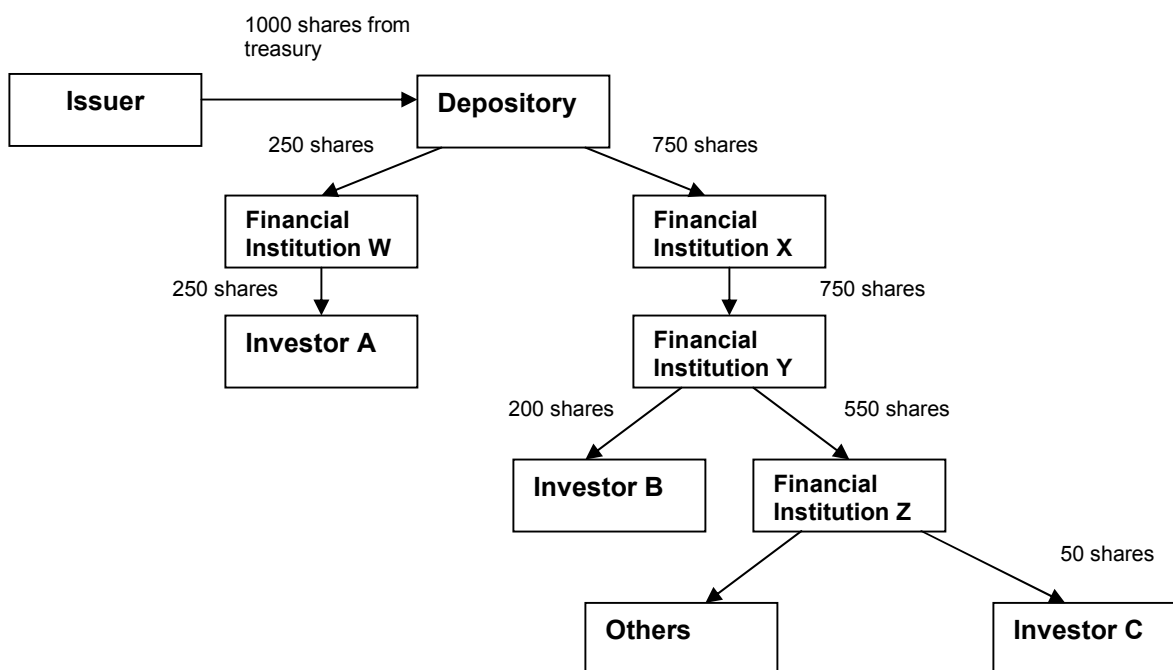 1000 shares from
treasury
Issuer
Depository
250 shares
750 shares
Financial
Institution W
Financial
Institution X
250 shares
750 shares
Investor A
Financial
Institution Y
200 shares
550 shares
Investor B
Financial
Institution Z
50 shares
Others
Investor C